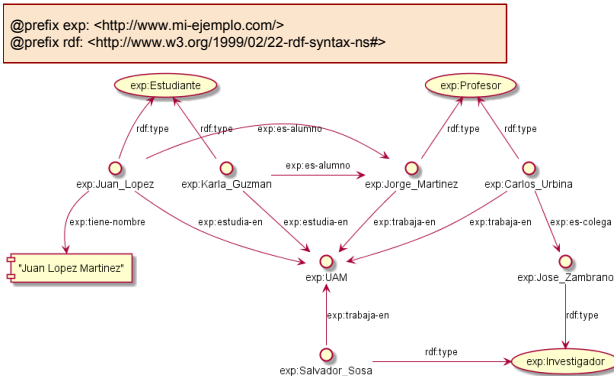 @prefix exp: <http://www.mi-ejemplo.com/>
@prefix rdf: <http://www.w3.org/1999/02/22-rdf-syntax-ns#>
exp:Estudiante
exp:Profesor
rdf:type
rdf:type
exp:es-alumno
rdf:type
rdf:type
exp:es-alumno
exp:Juan_Lopez
exp:Karla_Guzman
exp:Jorge_Martinez
exp:Carlos_Urbina
exp:tiene-nombre
exp:estudia-en
exp:estudia-en
exp:trabaja-en
exp:trabaja-en
exp:es-colega
"Juan Lopez Martinez"
exp:UAM
exp:Jose_Zambrano
exp:trabaja-en
rdf:type
rdf:type
exp:Salvador_Sosa
exp:Investigador